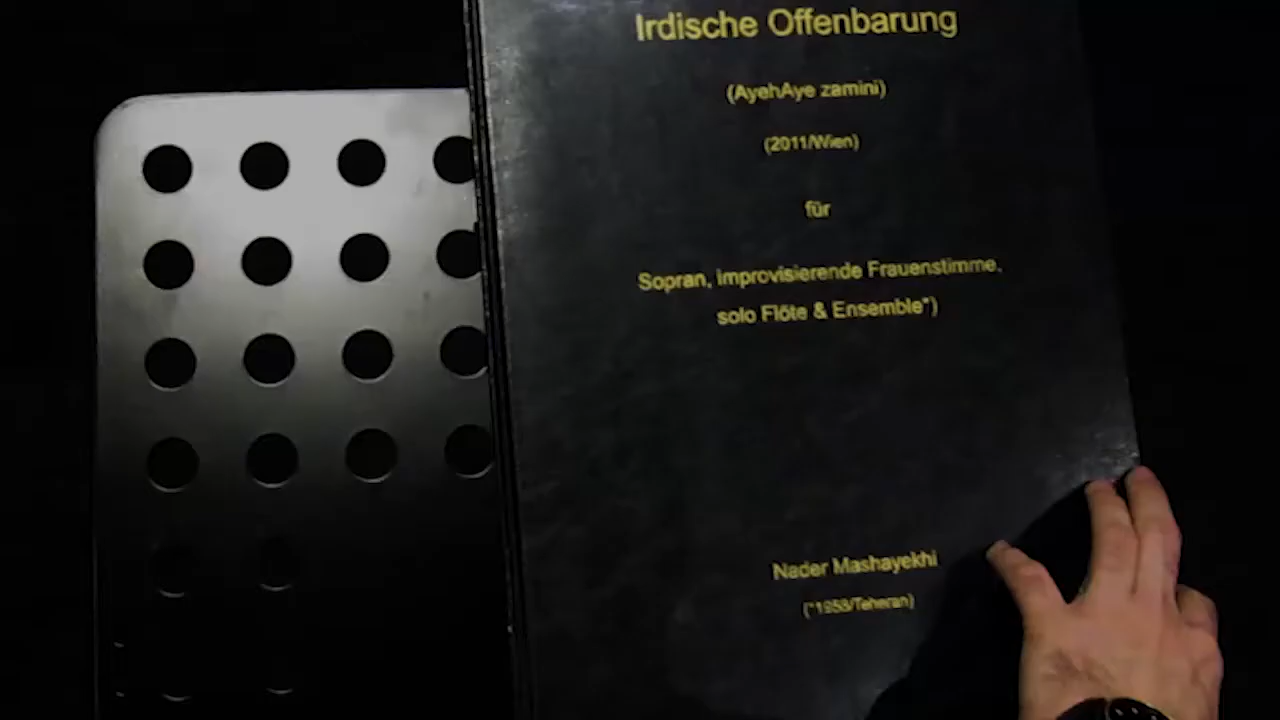 Irdische Offenbarung
(AyehAye zamini)
(2011/Wien)
für
Sopran, improvisierende Frauenstimme,
solo Flöte & Ensemble*)
Nader Mashayekhi
(*1958/Teheran)